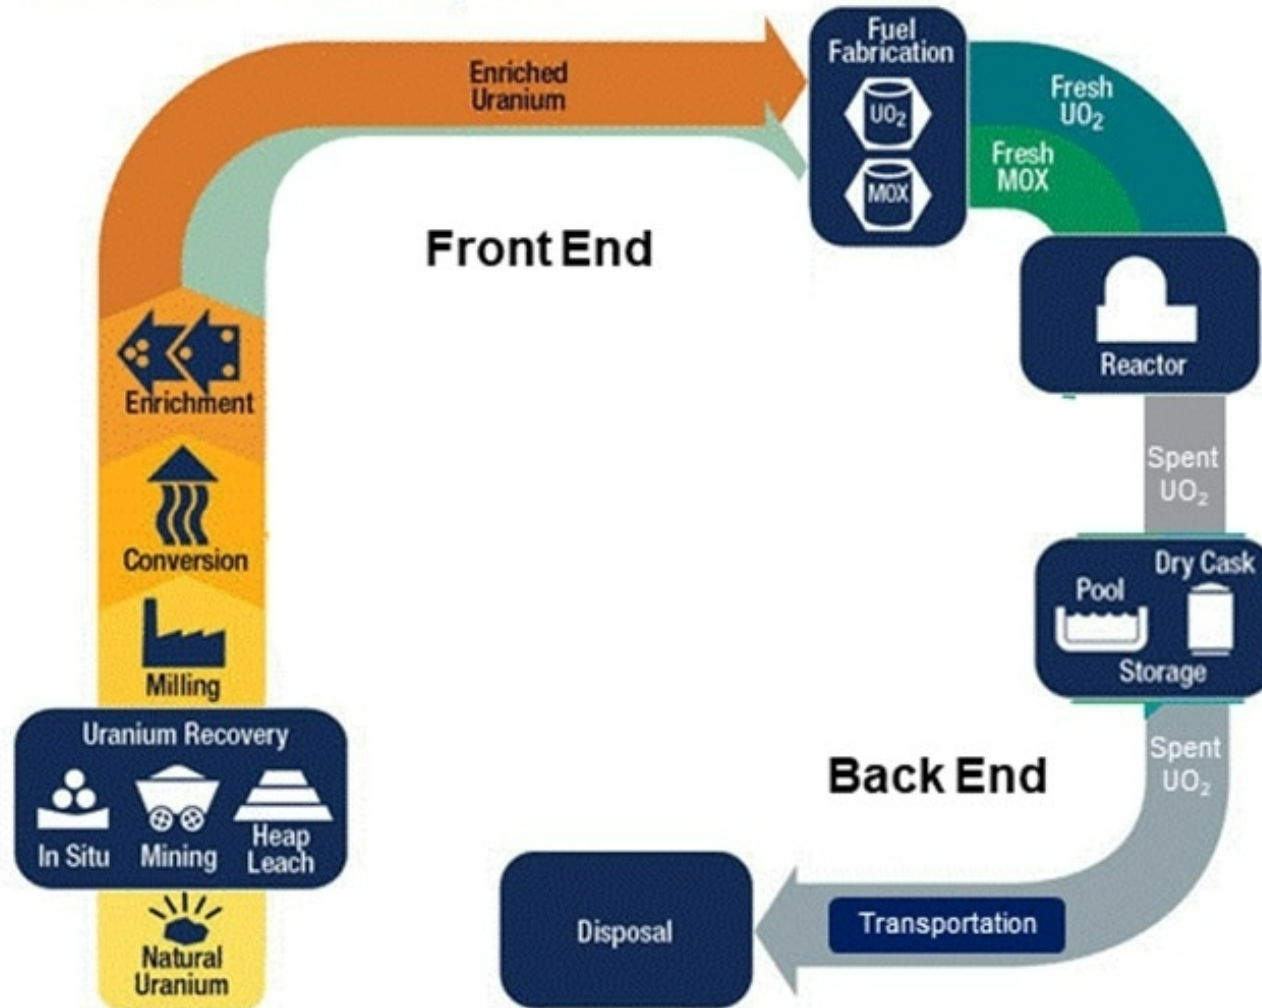 Fuel
Fabrication
UO₂
MOX
Enriched
Uranium
Fresh
UO₂
Fresh
MOX
Front End
Reactor
Enrichment
Spent
UO₂
Conversion
Dry Cask
Pool
Storage
Milling
Uranium Recovery
In Situ
Mining
Heap
Leach
Spent
UO₂
Back End
Disposal
Transportation
Natural
Uranium